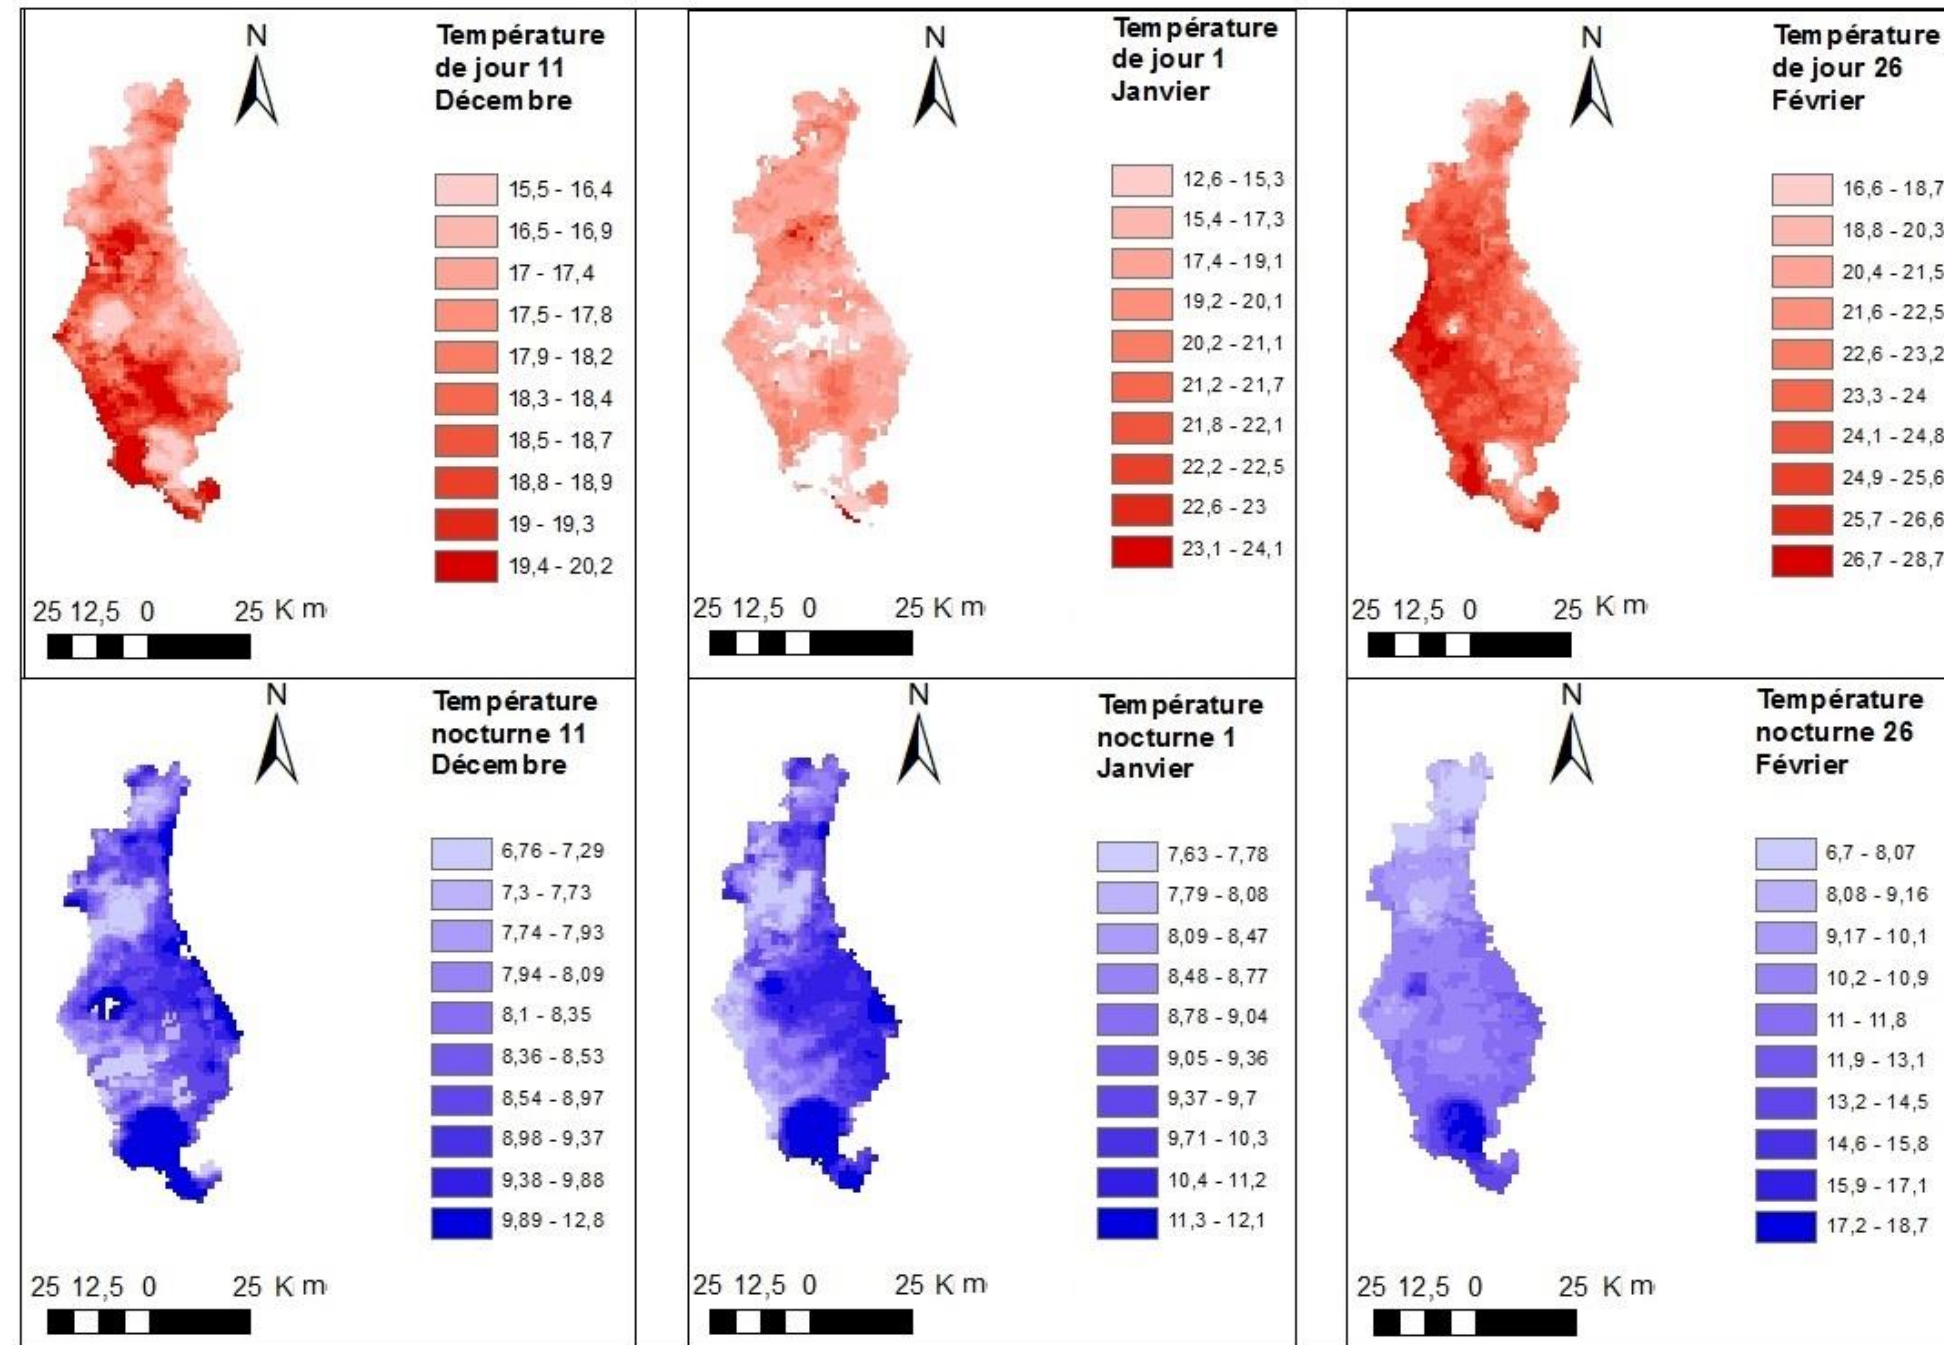 N
Température
de jour 11
Décembre
15,5 - 16,4
16,5 - 16,9
17 - 17,4
17,5 - 17,8
17,9 - 18,2
18,3 - 18,4
18,5 - 18,7
18,8 - 18,9
19 - 19,3
19,4 - 20,2
25 12,5 0 25 Km
N
Température
de jour 1
Janvier
12,6 - 15,3
15,4 - 17,3
17,4 - 19,1
19,2 - 20,1
20,2 - 21,1
21,2 - 21,7
21,8 - 22,1
22,2 - 22,5
22,6 - 23
23,1 - 24,1
25 12,5 0 25 Km
N
Température
de jour 26
Février
16,6 - 18,7
18,8 - 20,3
20,4 - 21,5
21,6 - 22,5
22,6 - 23,2
23,3 - 24
24,1 - 24,8
24,9 - 25,6
25,7 - 26,6
26,7 - 28,7
25 12,5 0 25 Km
N
Température
nocturne 11
Décembre
6,76 - 7,29
7,3 - 7,73
7,74 - 7,93
7,94 - 8,09
8,1 - 8,35
8,36 - 8,53
8,54 - 8,97
8,98 - 9,37
9,38 - 9,88
9,89 - 12,8
25 12,5 0 25 Km
N
Température
nocturne 1
Janvier
7,63 - 7,78
7,79 - 8,08
8,09 - 8,47
8,48 - 8,77
8,78 - 9,04
9,05 - 9,36
9,37 - 9,7
9,71 - 10,3
10,4 - 11,2
11,3 - 12,1
25 12,5 0 25 Km
N
Température
nocturne 26
Février
6,7 - 8,07
8,08 - 9,16
9,17 - 10,1
10,2 - 10,9
11 - 11,8
11,9 - 13,1
13,2 - 14,5
14,6 - 15,8
15,9 - 17,1
17,2 - 18,7
25 12,5 0 25 Km